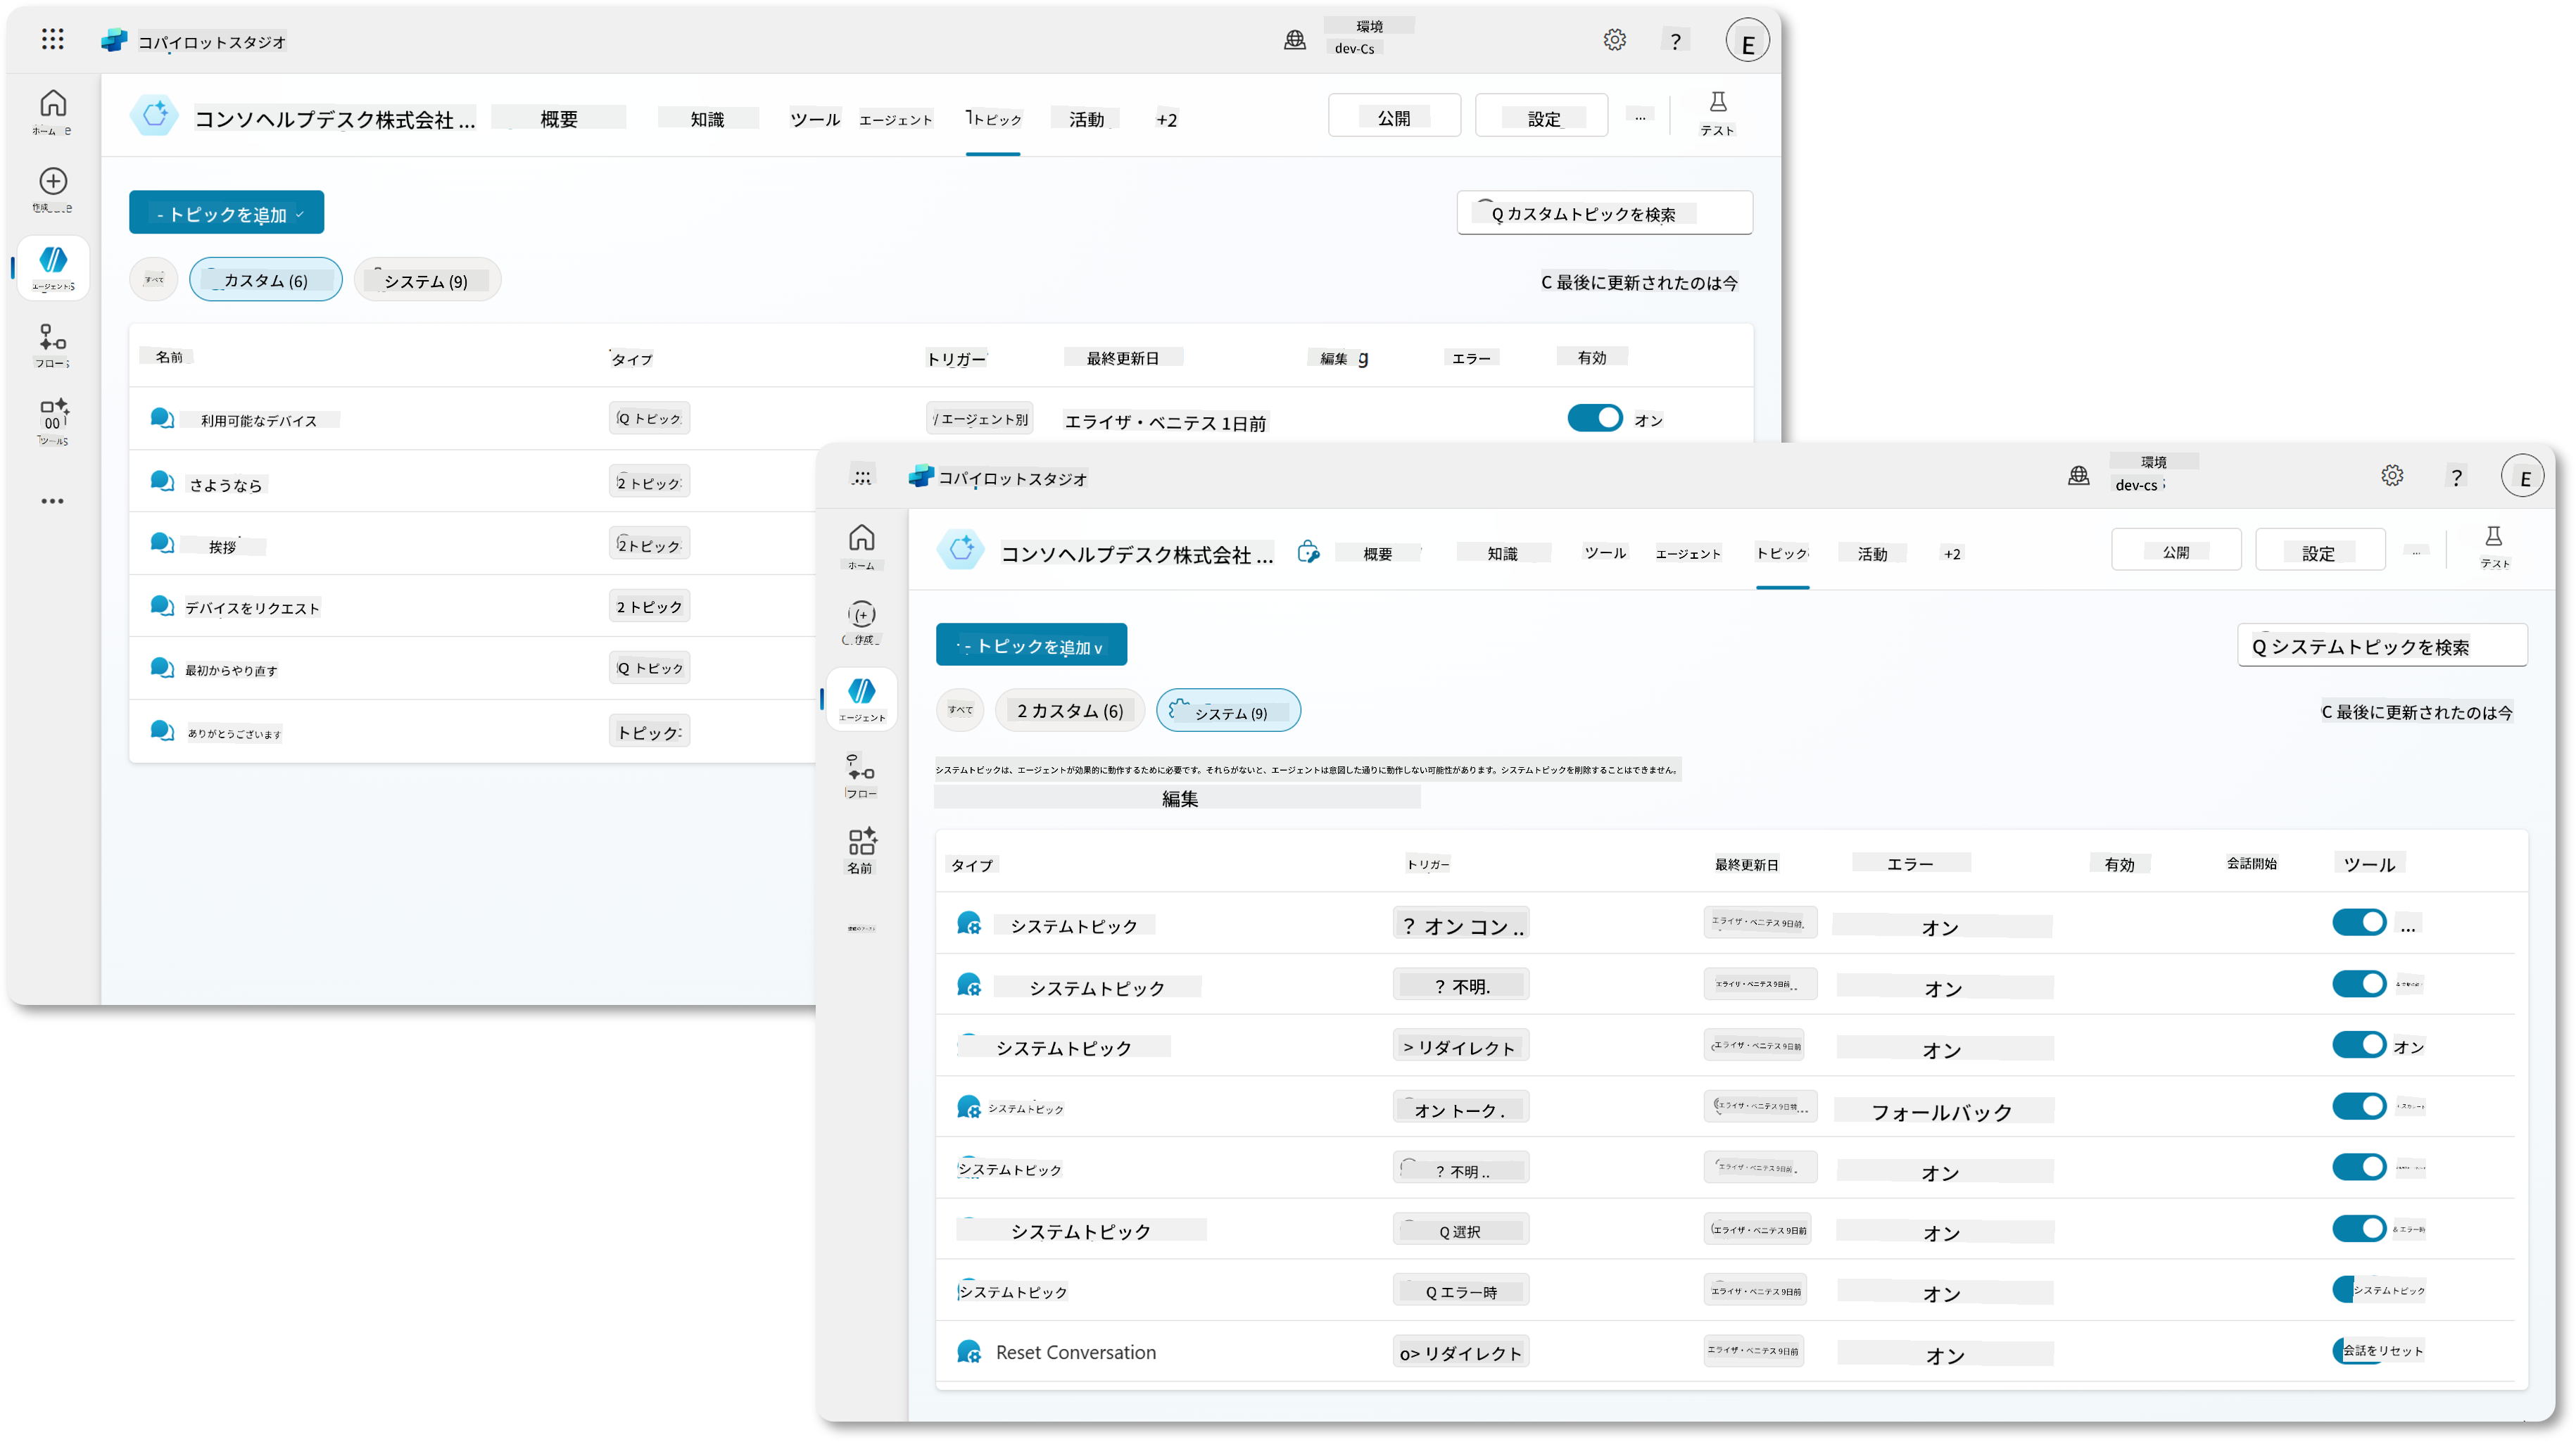 コパイロットスタジオ
環境
dev-Cs
?
E
コンソヘルプデスク株式会社 ...
概要
知識
ツール
エージェント
トピック
活動
+2
公開
設定
...
テスト
ホーム
作成
エージェント
フロー
ツール
- トピックを追加
Q カスタムトピックを検索
すべて
カスタム (6)
システム (9)
C 最後に更新されたのは今
名前
タイプ
トリガー
最終更新日
編集 g
エラー
有効
利用可能なデバイス
Q トピック
/ エージェント別
エライザ・ベニテス 1日前
オン
さようなら
2 トピック
挨拶
2トピック
デバイスをリクエスト
2 トピック
最初からやり直す
Q トピック
ありがとうございます
トピック
コパイロットスタジオ
環境
dev-cs
?
E
コンソヘルプデスク株式会社 ...
概要
知識
ツール
エージェント
トピック
活動
+2
公開
設定
...
テスト
ホーム
作成
エージェント
フロー
名前
- トピックを追加 v
Q システムトピックを検索
すべて
2 カスタム (6)
システム (9)
C 最後に更新されたのは今
システムトピックは、エージェントが効果的に動作するために必要です。それらがないと、エージェントは意図した通りに動作しない可能性があります。システムトピックを削除することはできません。
編集
タイプ
トリガー
最終更新日
エラー
有効
会話開始
ツール
システムトピック
? オン コン ..
エライザ・ベニテス 9日前
オン
...
システムトピック
? 不明.
エライザ・ベニテス 9日前
オン
システムトピック
> リダイレクト
エライザ・ベニテス 9日前
オン
オン
システムトピック
オン トーク .
エライザ・ベニテス 9日前
フォールバック
システムトピック
? 不明 ..
エライザ・ベニテス 9日前
オン
システムトピック
Q 選択
エライザ・ベニテス 9日前
オン
& エラー時
システムトピック
Q エラー時
エライザ・ベニテス 9日前
オン
システムトピック
Reset Conversation
o> リダイレクト
エライザ・ベニテス 9日前
オン
会話をリセット